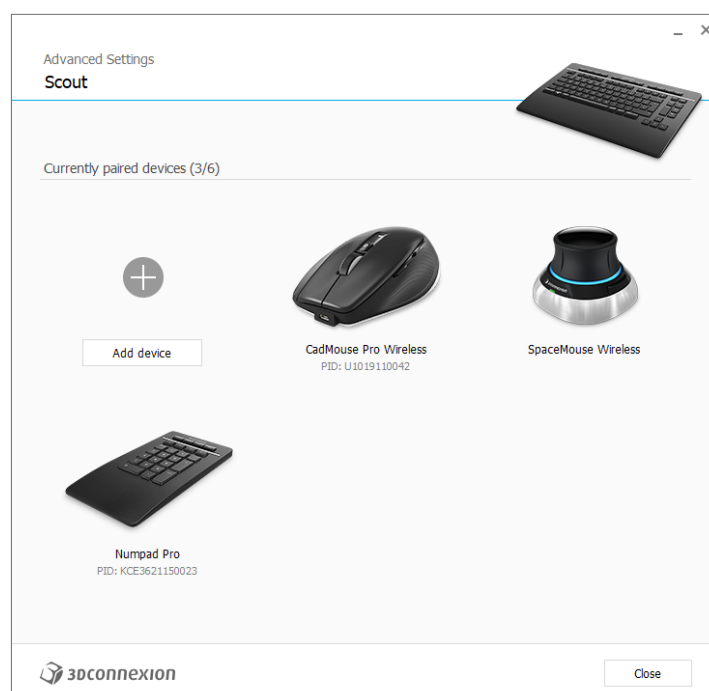 Advanced Settings
Scout
Currently paired devices (3/6)
Add device
CadMouse Pro Wireless
PID: U1019110042
SpaceMouse Wireless
Numpad Pro
PID: KCE3621150023
3Dconnexion
Close